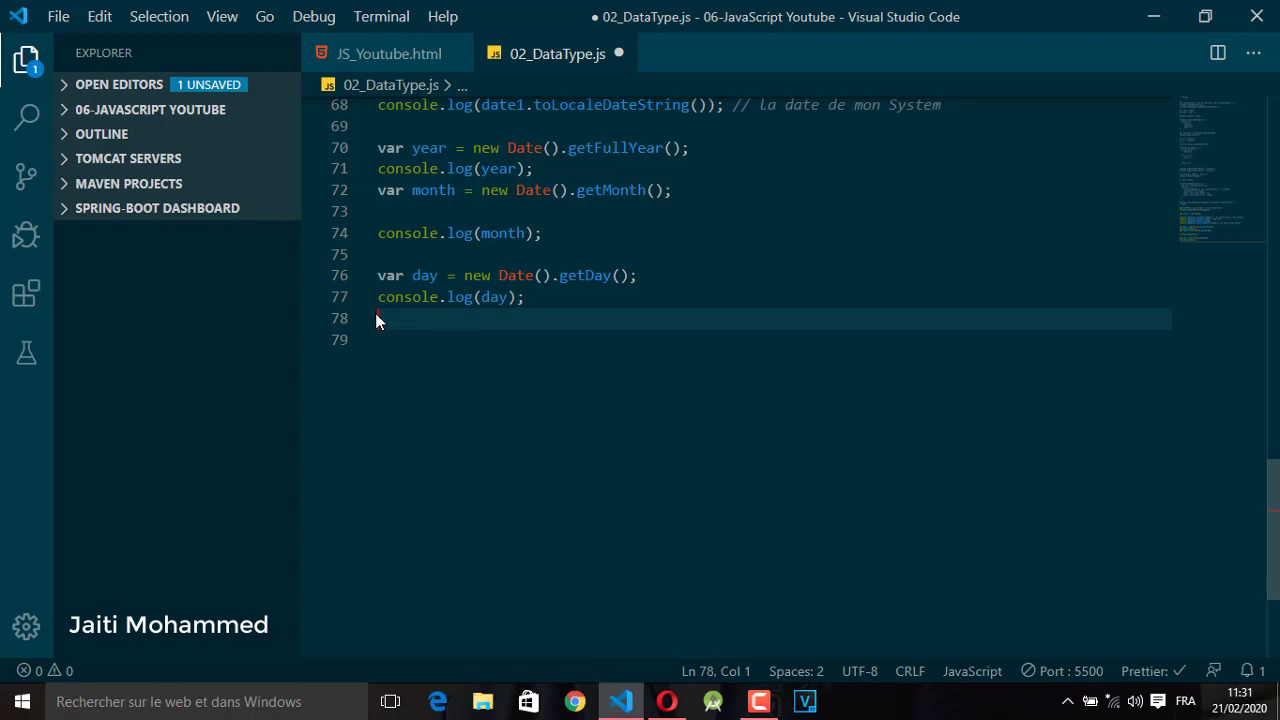 File Edit Selection View Go Debug Terminal Help
● 02_DataType.js - 06-JavaScript Youtube - Visual Studio Code
EXPLORER
OPEN EDITORS 1 UNSAVED
06-JAVASCRIPT YOUTUBE
OUTLINE
TOMCAT SERVERS
MAVEN PROJECTS
SPRING-BOOT DASHBOARD
1
JS_Youtube.html
JS 02_DataType.js
JS 02_DataType.js > ...
68 console.log(date1.toLocaleDateString()); // la date de mon System
69
70 var year = new Date().getFullYear();
71 console.log(year);
72 var month = new Date().getMonth();
73
74 console.log(month);
75
76 var day = new Date().getDay();
77 console.log(day);
78
79
Jaiti Mohammed
0 0
Ln 78, Col 1 Spaces: 2 UTF-8 CRLF JavaScript Port : 5500 Prettier: ✓ 1
Rechercher sur le web et dans Windows
FRA
11:31
21/02/2020